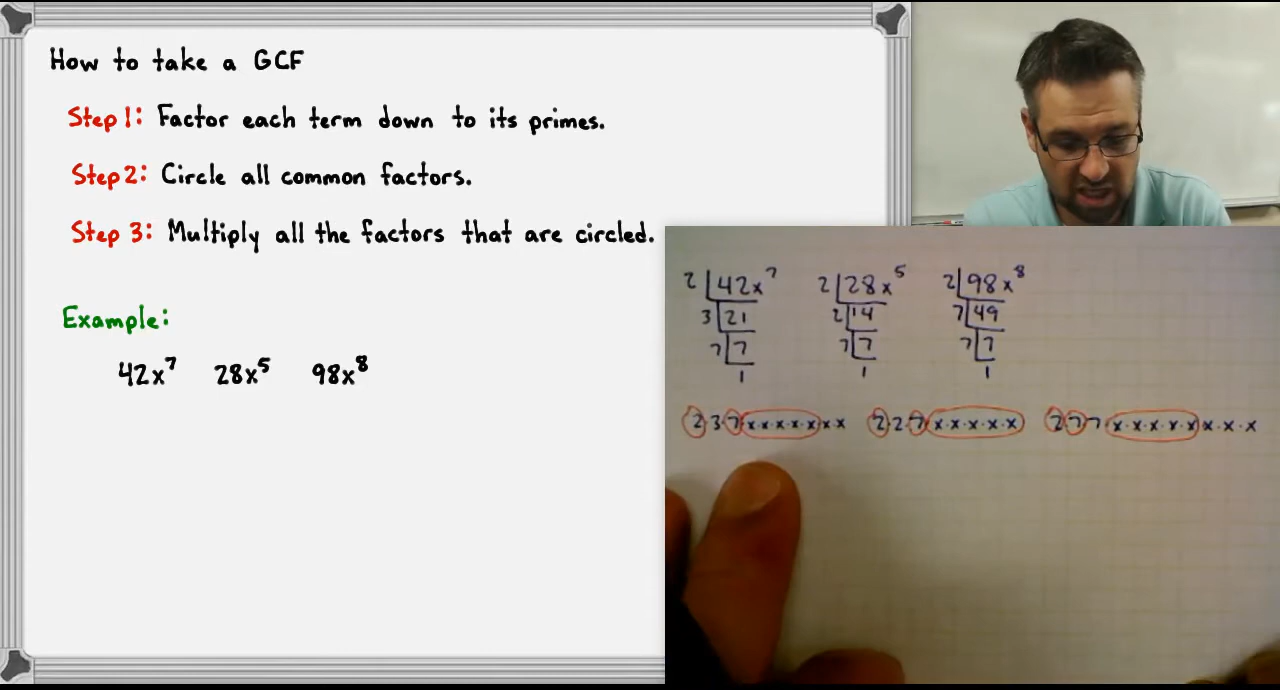 How to take a GCF
Step 1: Factor each term down to its primes.
Step 2: Circle all common factors.
Step 3: Multiply all the factors that are circled.
Example:
42x⁷ 28x⁵ 98x⁸
2 42x⁷ 2 28x⁵ 2 98x⁸
3 21 2 14 7 49
7 7 7 7 7 7
1 1 1
2·3·7·x·x·x·x·x·x·x 2·2·7·x·x·x·x·x 2·7·7·x·x·x·x·x·x·x·x